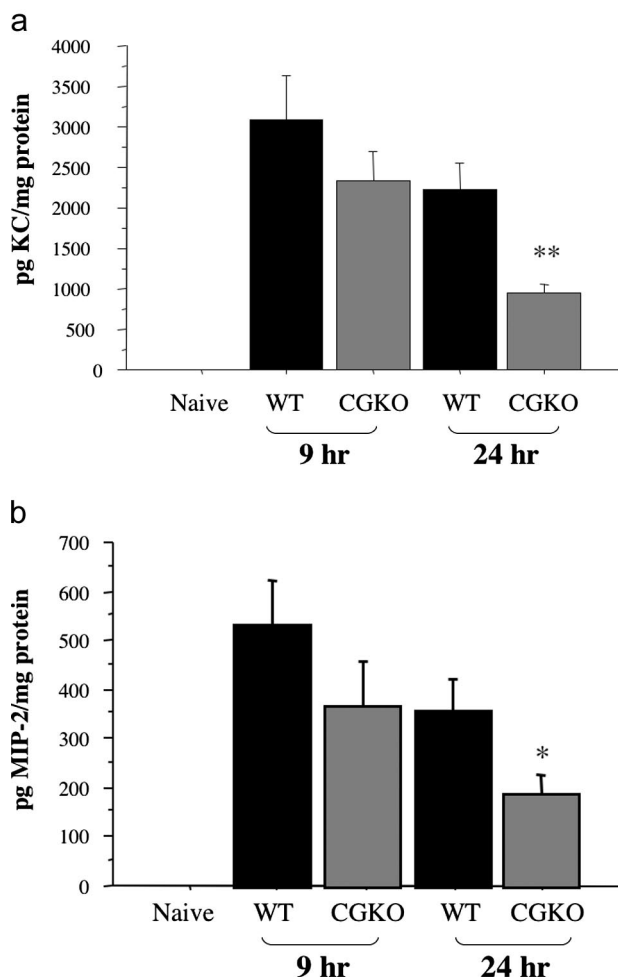 a
pg KC/mg protein
4000
3500
3000
2500
2000
1500
1000
500
0
**
Naive WT CGKO WT CGKO
9 hr 24 hr
b
pg MIP-2/mg protein
700
600
500
400
300
200
100
0
*
Naive WT CGKO WT CGKO
9 hr 24 hr